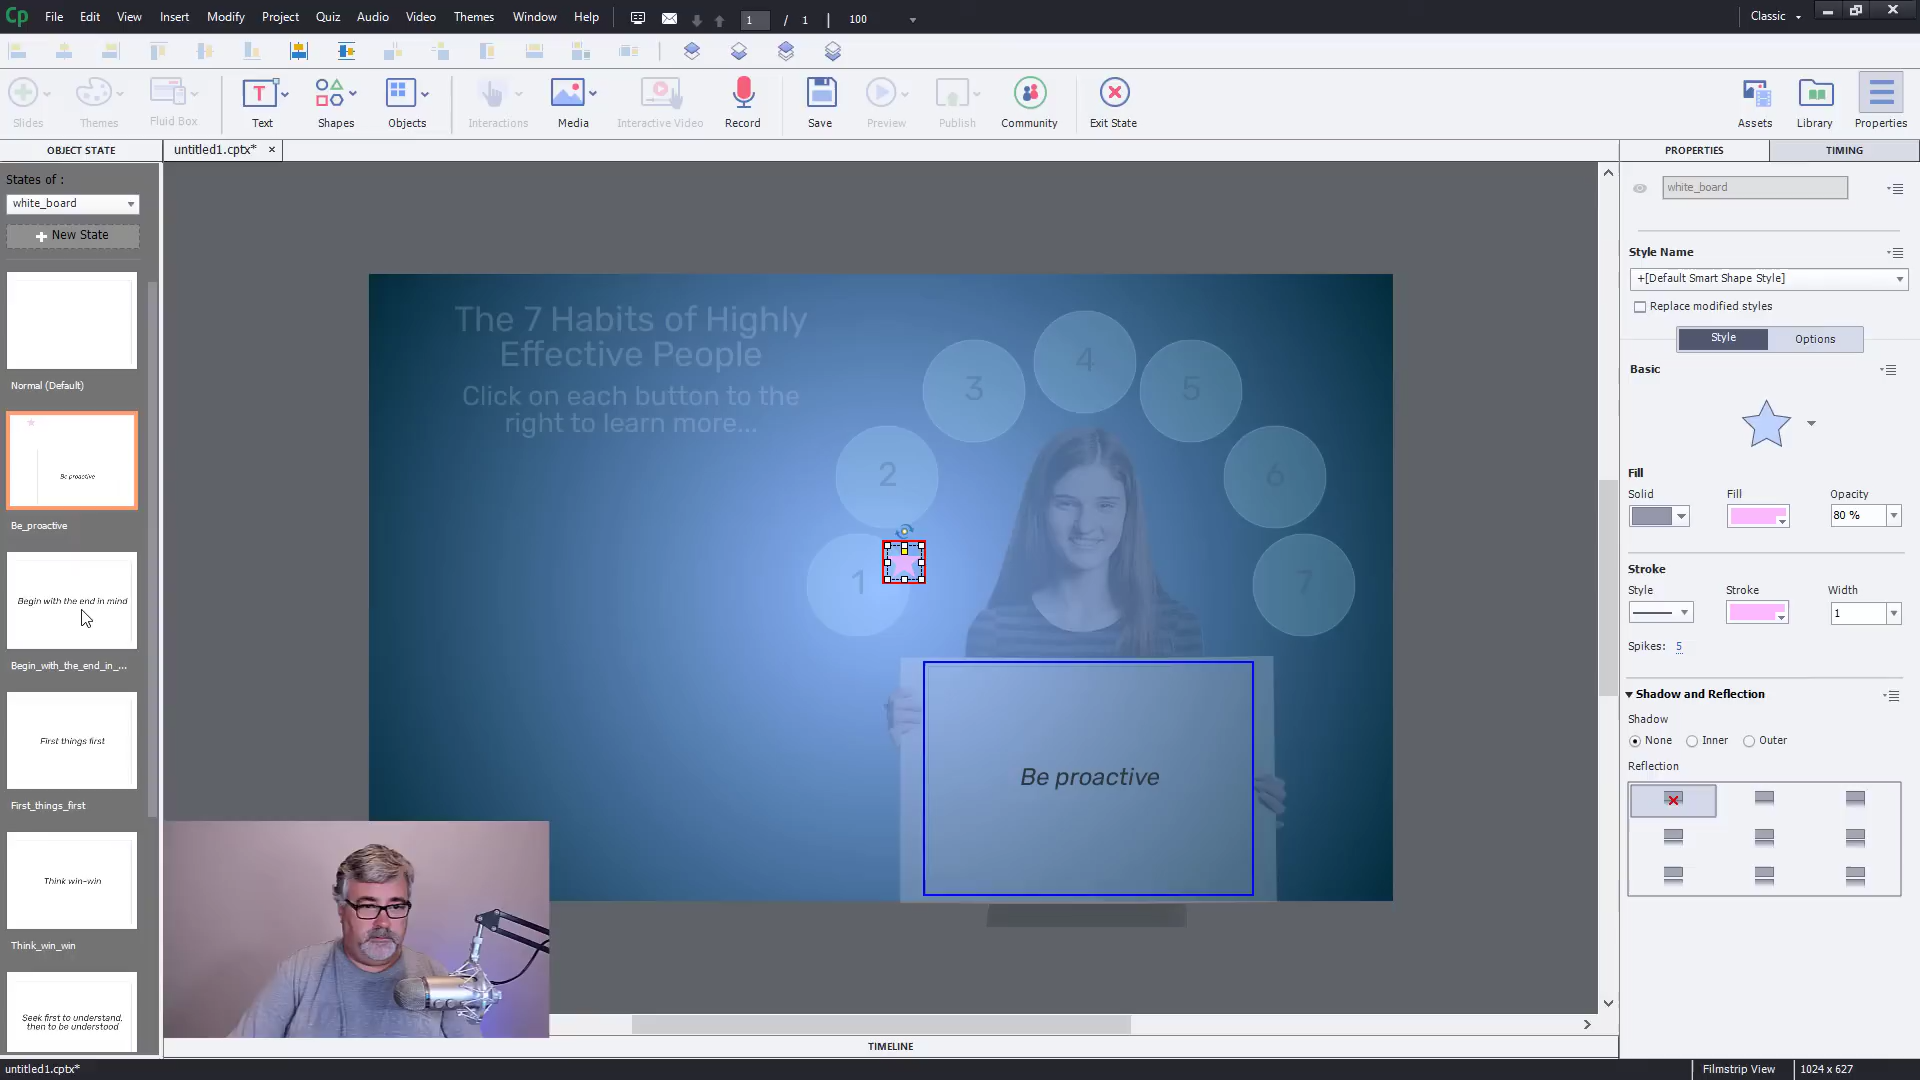 Cp File Edit View Insert Modify Project Quiz Audio Video Themes Window Help 1 / 1 100 Classic
Slides Themes Fluid Box Text Shapes Objects Interactions Media Interactive Video Record Save Preview Publish Community Exit State Assets Library Properties
OBJECT STATE untitled1.cptx* PROPERTIES TIMING
States of :
white_board
New State
Normal (Default)
Be proactive
Be_proactive
Begin with the end in mind
Begin_with_the_end_in_...
First things first
First_things_first
Think win-win
Think_win_win
Seek first to understand,
then to be understood
The 7 Habits of Highly
Effective People
Click on each button to the
right to learn more...
1
2
3
4
5
6
7
Be proactive
TIMELINE
white_board
Style Name
+[Default Smart Shape Style]
Replace modified styles
Style Options
Basic
Fill
Solid Fill Opacity
80 %
Stroke
Style Stroke Width
1
Spikes: 5
Shadow and Reflection
Shadow
None Inner Outer
Reflection
untitled1.cptx* Filmstrip View 1024 x 627